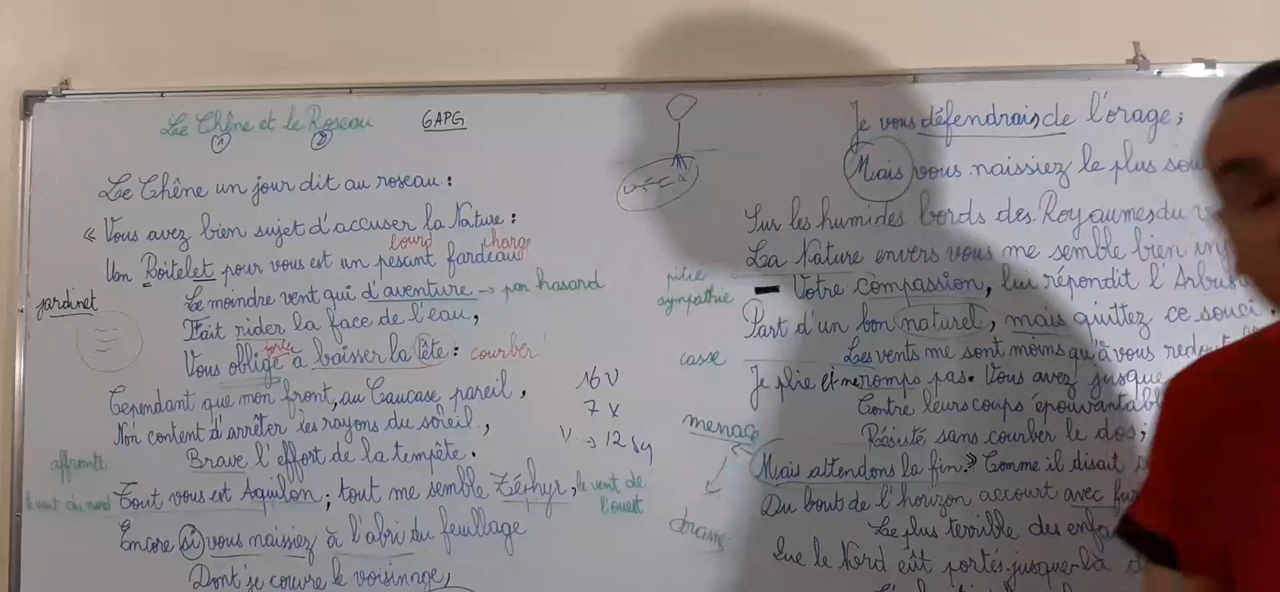 Le Chêne et le Roseau
6APG
1
2
Le Chêne un jour dit au roseau :
« Vous avez bien sujet d'accuser la Nature :
lourd charge
Un Roitelet pour vous est un pesant fardeau
jardinet
Le moindre vent qui d'aventure → par hasard
Fait rider la face de l'eau,
forcer
Vous oblige à baisser la tête : courber
Cependant que mon front, au Caucase pareil,
16 V
7 x
V → 12 sy
Non content d'arrêter les rayons du soleil,
affronte
Brave l'effort de la tempête.
le vent du nord Tout vous est Aquilon ; tout me semble Zéphyr, le vent de l'ouest
Encore si vous naissiez à l'abri du feuillage
Dont je couvre le voisinage,
Je vous défendrais de l'orage ;
Mais vous naissiez le plus
Sur les humides bords des Royaumes du
La Nature envers vous me semble bien
pitié
sympathie
- Votre compassion, lui répondit
Part d'un bon naturel, mais quittez ce souci.
casse
Les vents me sont moins qu'à vous
Je plie et ne romps pas. Vous avez jusque
Contre leurs coups
menace
Résisté sans courber le dos ;
Mais attendons la fin. » Comme il disait
Du bout de l'horizon accourt avec
drame
Le plus terrible des
Que le Nord eût portés jusque-là